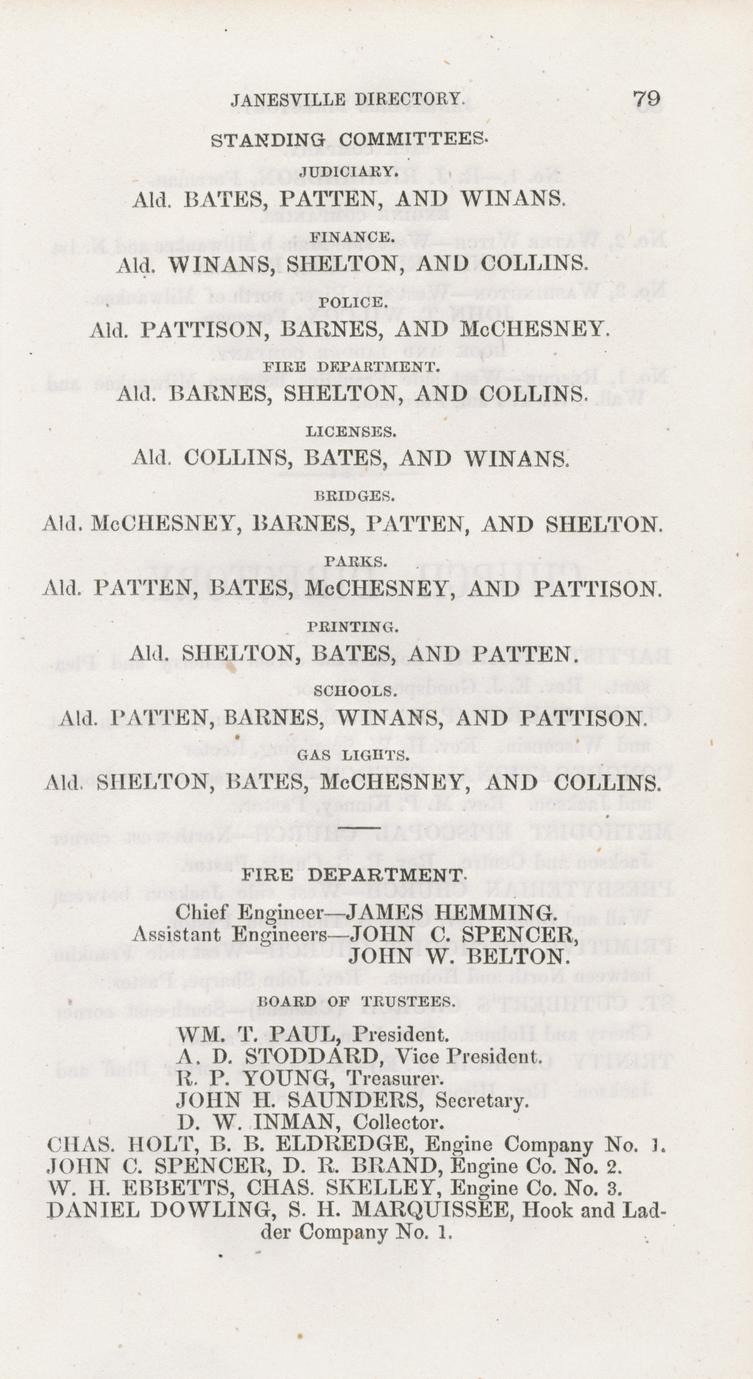 JANESVILLE DIRECTORY. 79
STANDING COMMITTEES.
JUDICIARY.
Ald. BATES, PATTEN, AND WINANS.
FINANCE.
Ald. WINANS, SHELTON, AND COLLINS.
POLICE.
Ald. PATTISON, BARNES, AND McCHESNEY.
FIRE DEPARTMENT.
Ald. BARNES, SHELTON, AND COLLINS.
LICENSES.
Ald. COLLINS, BATES, AND WINANS.
BRIDGES.
Ald. McCHESNEY, BARNES, PATTEN, AND SHELTON.
PARKS.
Ald. PATTEN, BATES, McCHESNEY, AND PATTISON.
PRINTING.
Ald. SHELTON, BATES, AND PATTEN.
SCHOOLS.
Ald. PATTEN, BARNES, WINANS, AND PATTISON.
GAS LIGHTS.
Ald. SHELTON, BATES, McCHESNEY, AND COLLINS.
FIRE DEPARTMENT.
Chief Engineer—JAMES HEMMING.
Assistant Engineers—JOHN C. SPENCER,
JOHN W. BELTON.
BOARD OF TRUSTEES.
WM. T. PAUL, President.
A. D. STODDARD, Vice President.
R. P. YOUNG, Treasurer.
JOHN H. SAUNDERS, Secretary.
D. W. INMAN, Collector.
CHAS. HOLT, B. B. ELDREDGE, Engine Company No. 1.
JOHN C. SPENCER, D. R. BRAND, Engine Co. No. 2.
W. H. EBBETTS, CHAS. SKELLEY, Engine Co. No. 3.
DANIEL DOWLING, S. H. MARQUISSEE, Hook and Lad-
der Company No. 1.